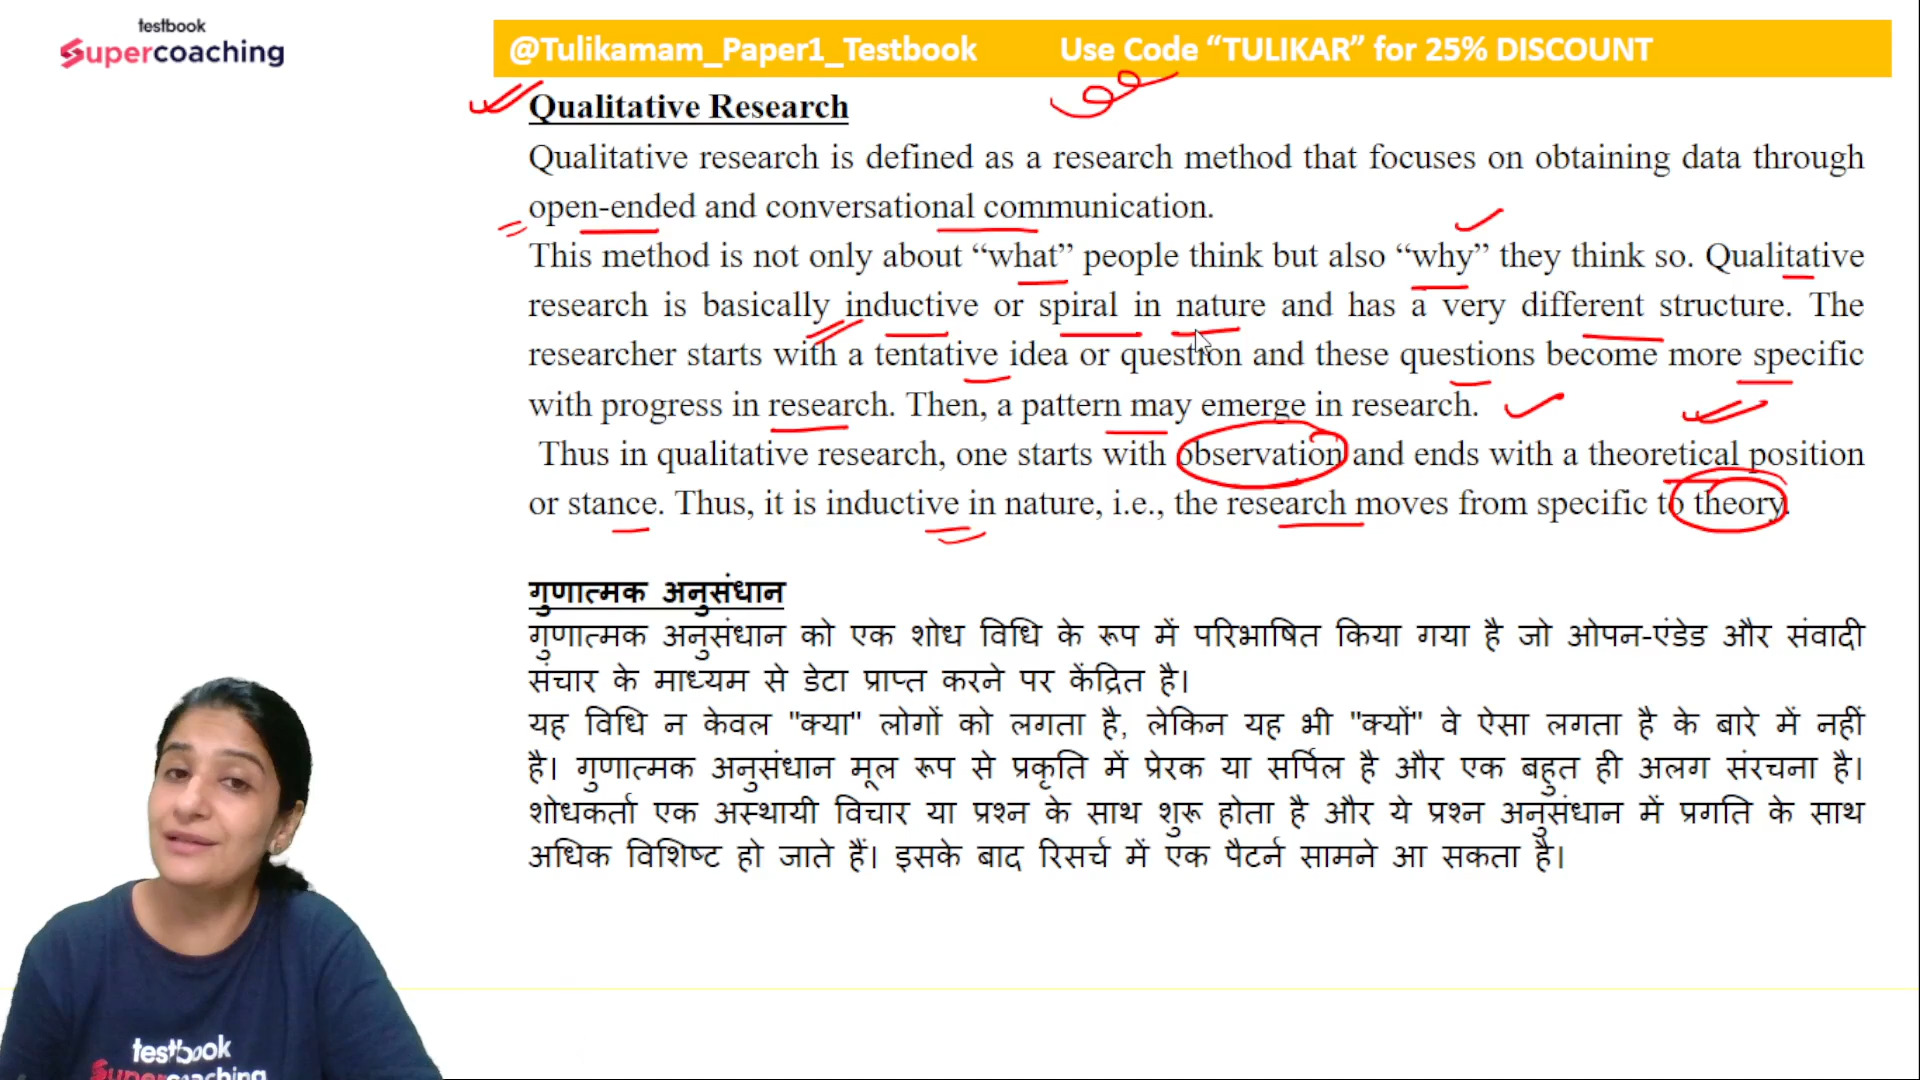 testbook
Supercoaching
@Tulikamam_Paper1_Testbook Use Code “TULIKAR” for 25% DISCOUNT
Qualitative Research
Qualitative research is defined as a research method that focuses on obtaining data through
open-ended and conversational communication.
This method is not only about “what” people think but also “why” they think so. Qualitative
research is basically inductive or spiral in nature and has a very different structure. The
researcher starts with a tentative idea or question and these questions become more specific
with progress in research. Then, a pattern may emerge in research.
Thus in qualitative research, one starts with observation and ends with a theoretical position
or stance. Thus, it is inductive in nature, i.e., the research moves from specific to theory.
गुणात्मक अनुसंधान
गुणात्मक अनुसंधान को एक शोध विधि के रूप में परिभाषित किया गया है जो ओपन-एंडेड और संवादी
संचार के माध्यम से डेटा प्राप्त करने पर केंद्रित है।
यह विधि न केवल "क्या" लोगों को लगता है, लेकिन यह भी "क्यों" वे ऐसा लगता है के बारे में नहीं
है। गुणात्मक अनुसंधान मूल रूप से प्रकृति में प्रेरक या सर्पिल है और एक बहुत ही अलग संरचना है।
शोधकर्ता एक अस्थायी विचार या प्रश्न के साथ शुरू होता है और ये प्रश्न अनुसंधान में प्रगति के साथ
अधिक विशिष्ट हो जाते हैं। इसके बाद रिसर्च में एक पैटर्न सामने आ सकता है।
testbook
Supercoaching